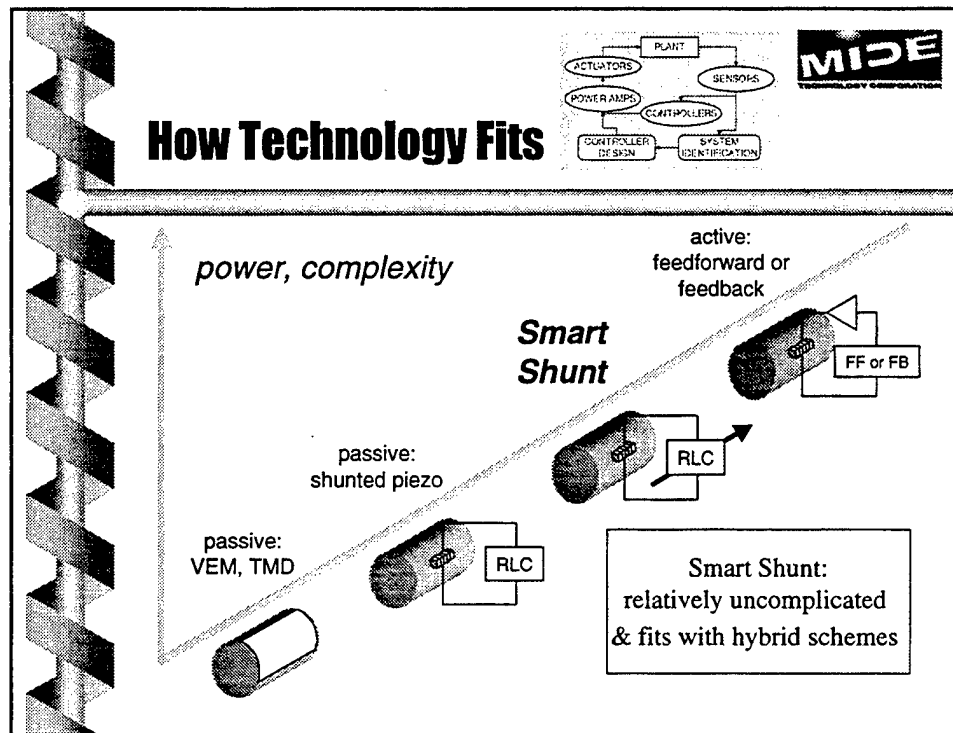 How Technology Fits
PLANT
ACTUATORS
SENSORS
POWER AMPS
CONTROLLERS
CONTROLLER
DESIGN
SYSTEM
IDENTIFICATION
MIDE
TECHNOLOGY CORPORATION
power, complexity
active:
feedforward or
feedback
Smart
Shunt
FF or FB
passive:
shunted piezo
RLC
passive:
VEM, TMD
RLC
Smart Shunt:
relatively uncomplicated
& fits with hybrid schemes